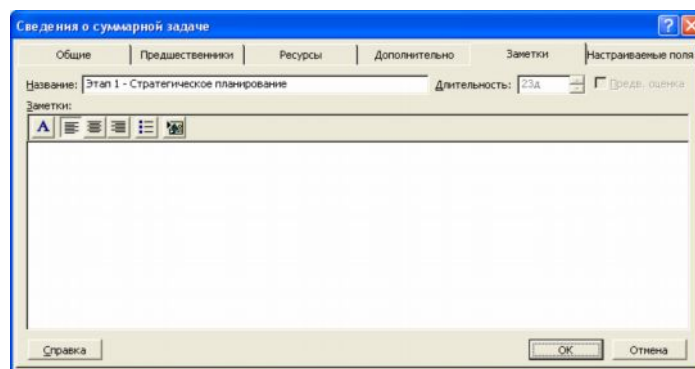 Сведения о суммарной задаче
Общие Предшественники Ресурсы Дополнительно Заметки Настраиваемые поля
Название: Этап 1 - Стратегическое планирование Длительность: 23д Предв. оценка
Заметки:
A
Справка OK Отмена